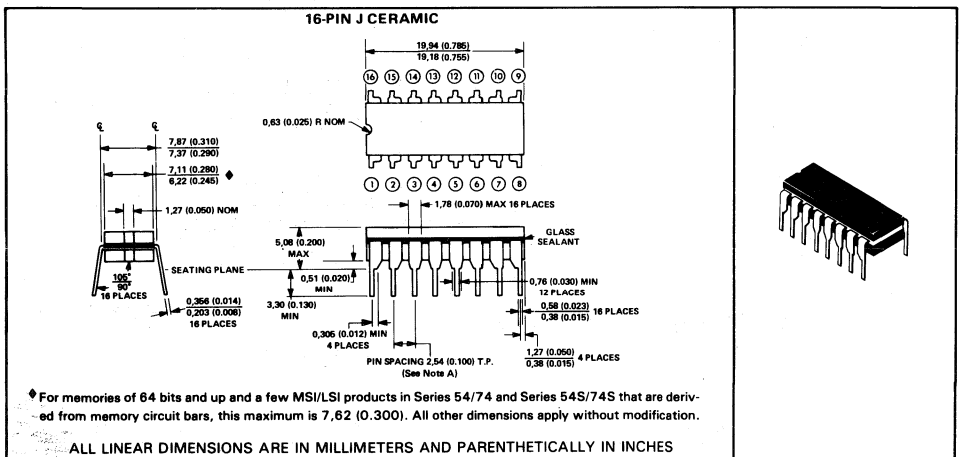 16-PIN J CERAMIC
19,94 (0.785)
19,18 (0.755)
16 15 14 13 12 11 10 9
0,63 (0.025) R NOM
℄ ℄
7,87 (0.310)
7,37 (0.290)
7,11 (0.280)
6,22 (0.245) ♦
1 2 3 4 5 6 7 8
1,27 (0.050) NOM
1,78 (0.070) MAX 16 PLACES
GLASS
SEALANT
5,08 (0.200)
MAX
SEATING PLANE
105°
90°
16 PLACES
0,51 (0.020)
MIN
0,76 (0.030) MIN
12 PLACES
0,356 (0.014)
0,203 (0.008)
16 PLACES
3,30 (0.130)
MIN
0,58 (0.023)
0,38 (0.015) 16 PLACES
0,305 (0.012) MIN
4 PLACES
PIN SPACING 2,54 (0.100) T.P.
(See Note A)
1,27 (0.050)
0,38 (0.015) 4 PLACES
♦ For memories of 64 bits and up and a few MSI/LSI products in Series 54/74 and Series 54S/74S that are deriv-
ed from memory circuit bars, this maximum is 7,62 (0.300). All other dimensions apply without modification.
ALL LINEAR DIMENSIONS ARE IN MILLIMETERS AND PARENTHETICALLY IN INCHES